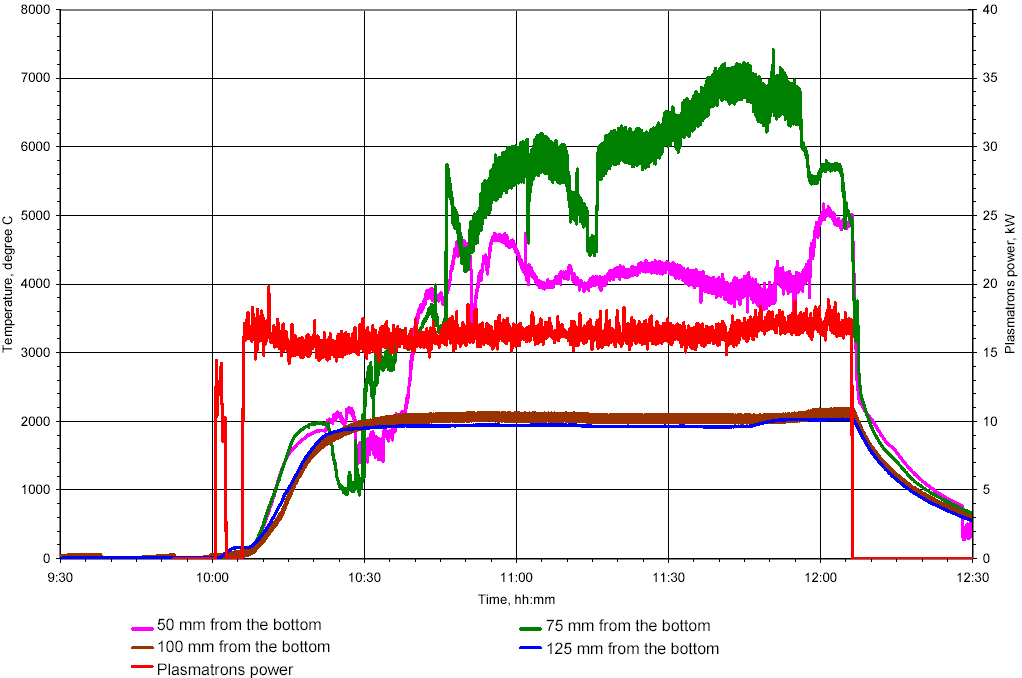 8000 40
7000 35
6000 30
5000 25
4000 20
3000 15
2000 10
1000 5
0 0
Temperature, degree C
Plasmatrons power, kW
9:30 10:00 10:30 11:00 11:30 12:00 12:30
Time, hh:mm
50 mm from the bottom 75 mm from the bottom
100 mm from the bottom 125 mm from the bottom
Plasmatrons power